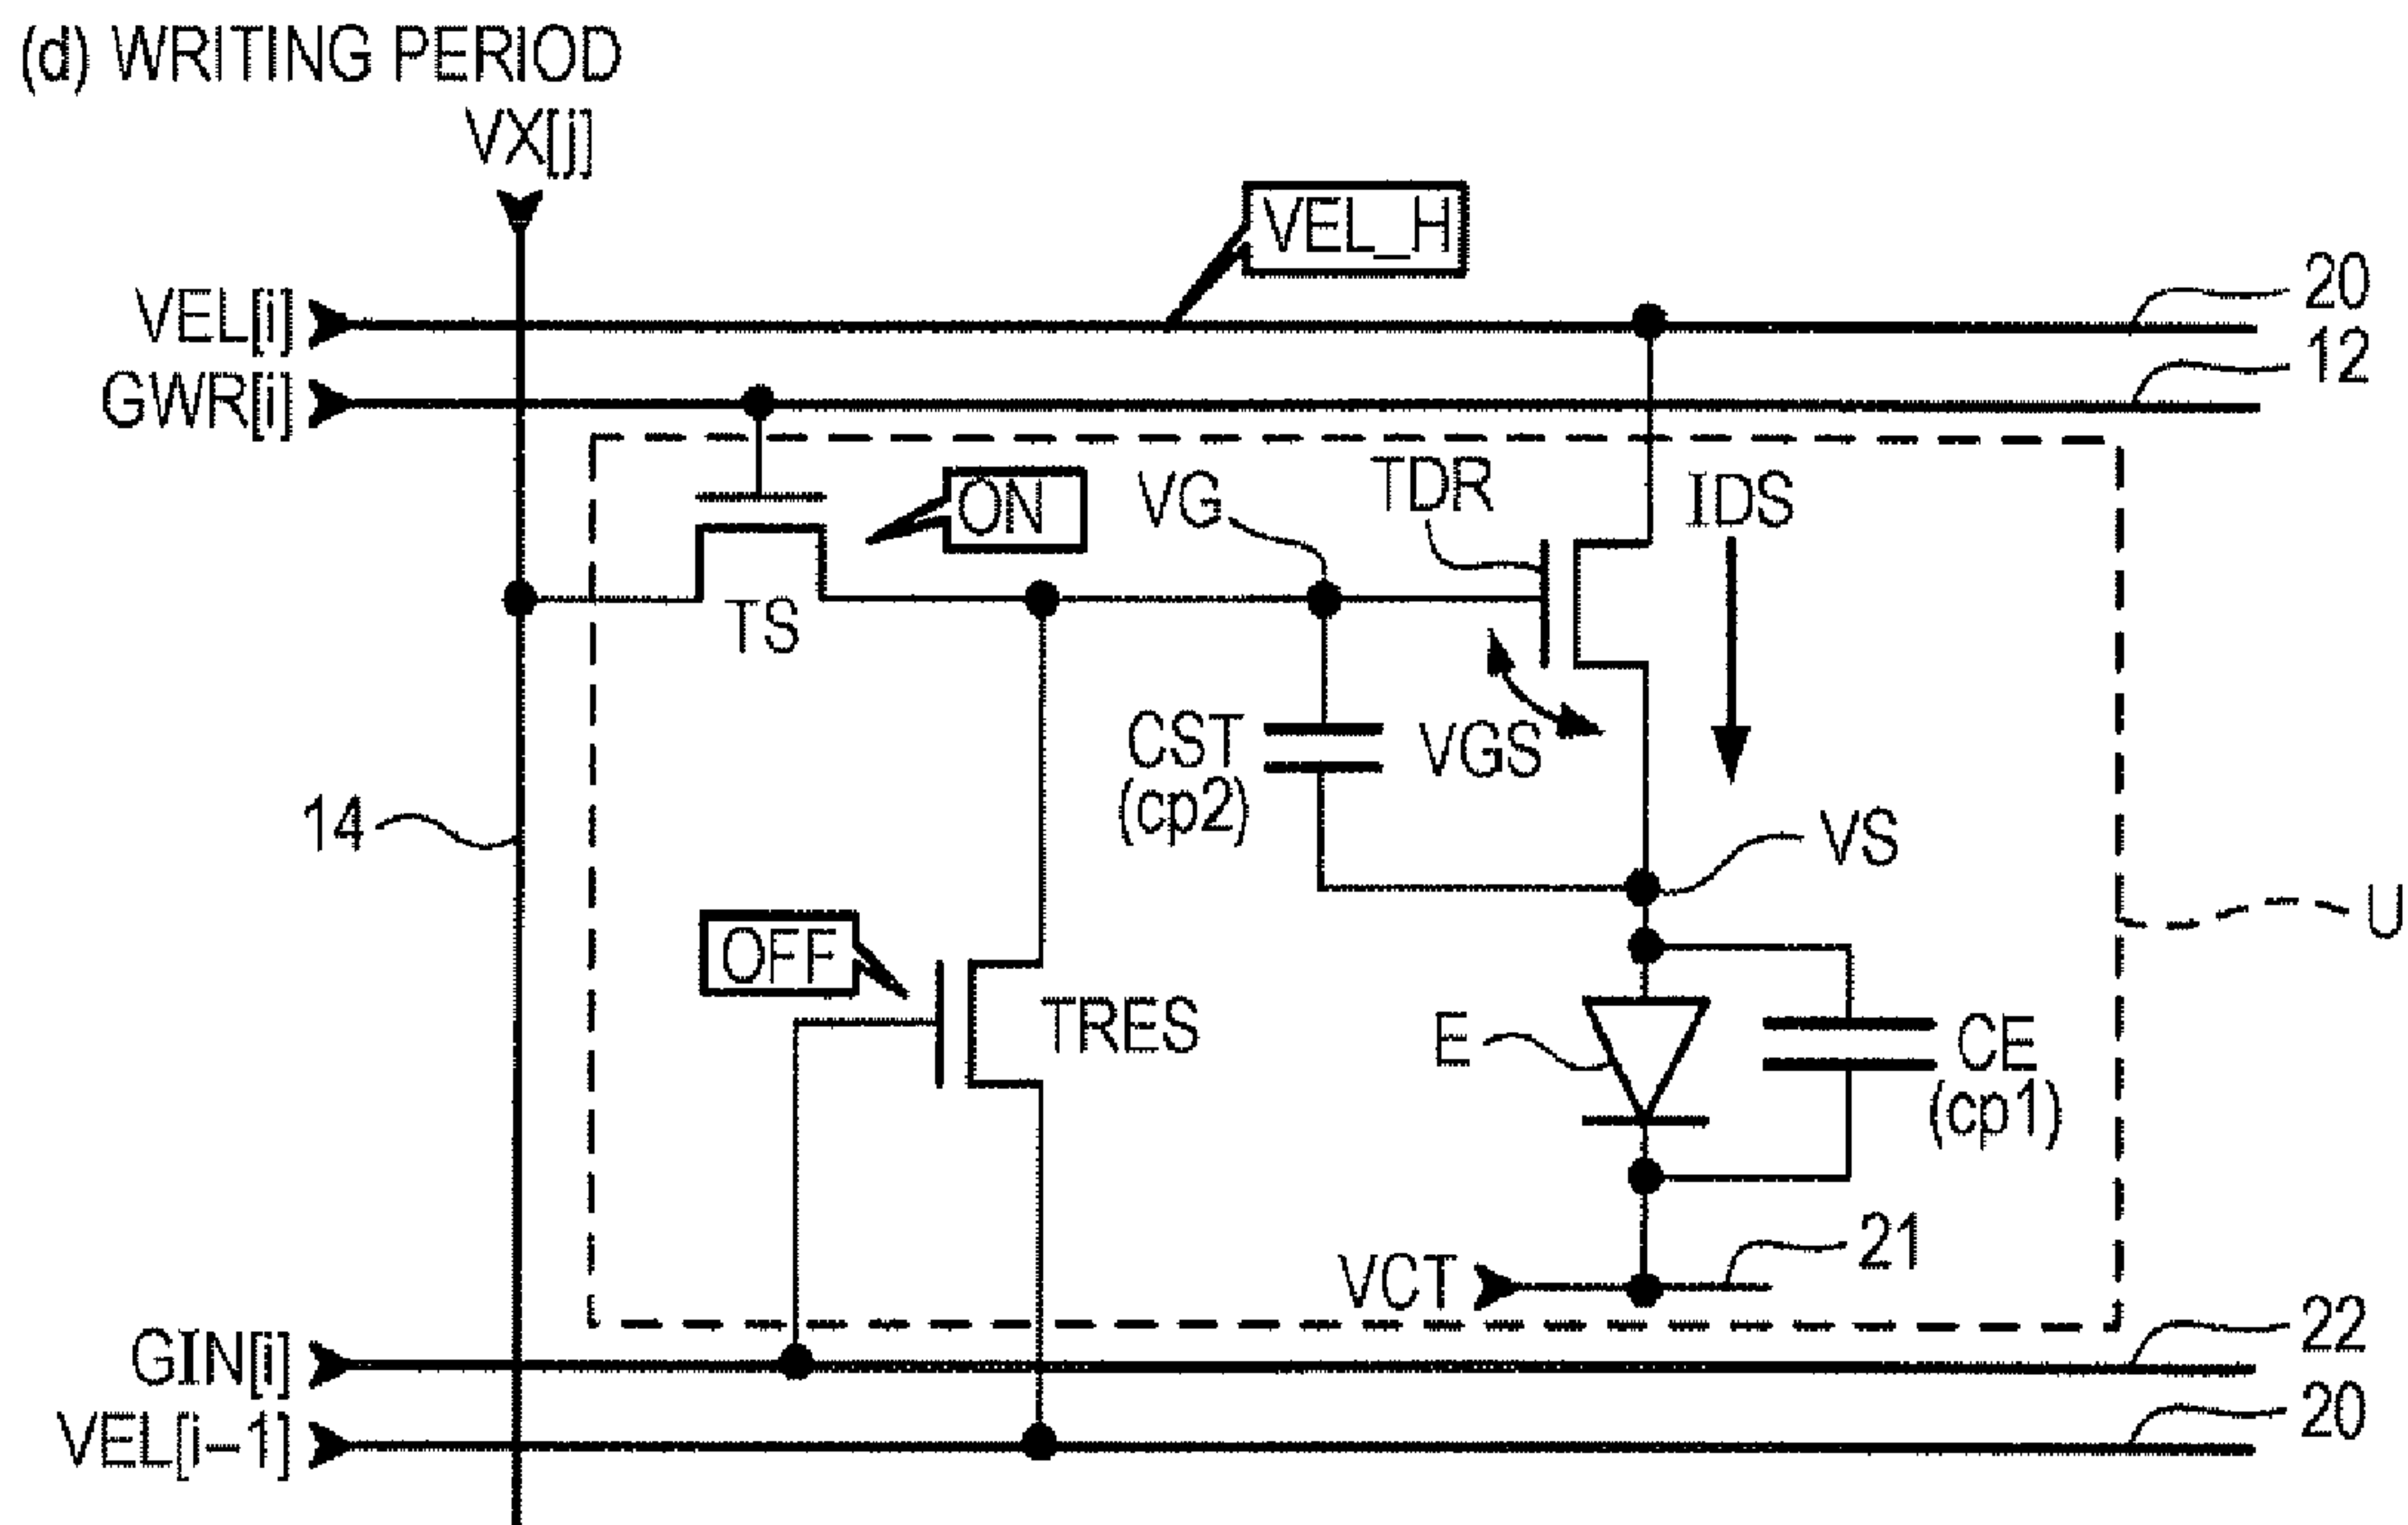 (d) WRITING PERIOD
VX[j]
VEL_H
VEL[i]
20
GWR[i]
12
ON
VG
TDR
IDS
TS
CST
(cp2)
VGS
14
VS
U
OFF
TRES
E
CE
(cp1)
21
VCT
22
GIN[i]
20
VEL[i-1]